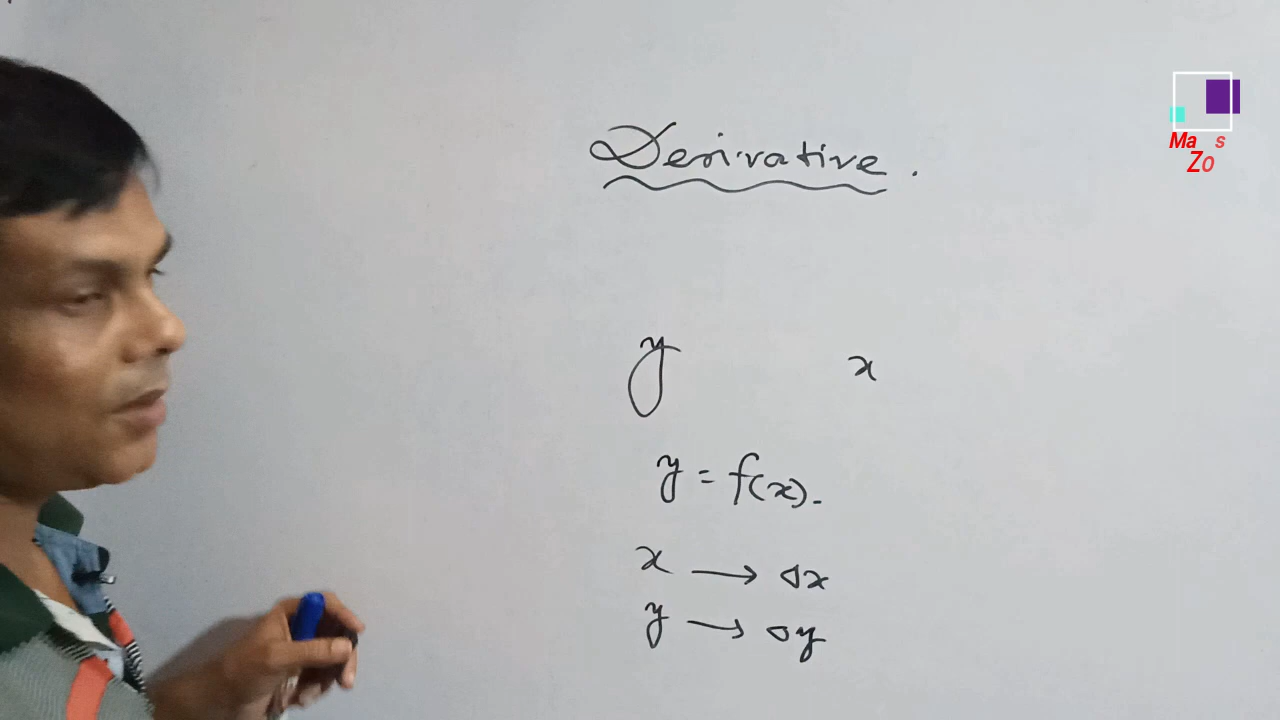 Derivative.
Ma s
Zo
y x
y = f(x).
x → Δx
y → Δy